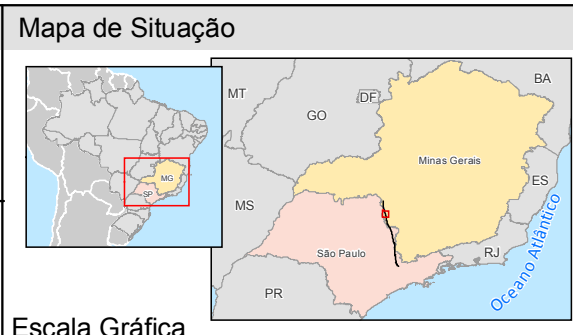 Mapa de Situação
MG
SP
MT
GO
DF
BA
Minas Gerais
ES
MS
São Paulo
RJ
PR
Oceano Atlântico
Escala Gráfica